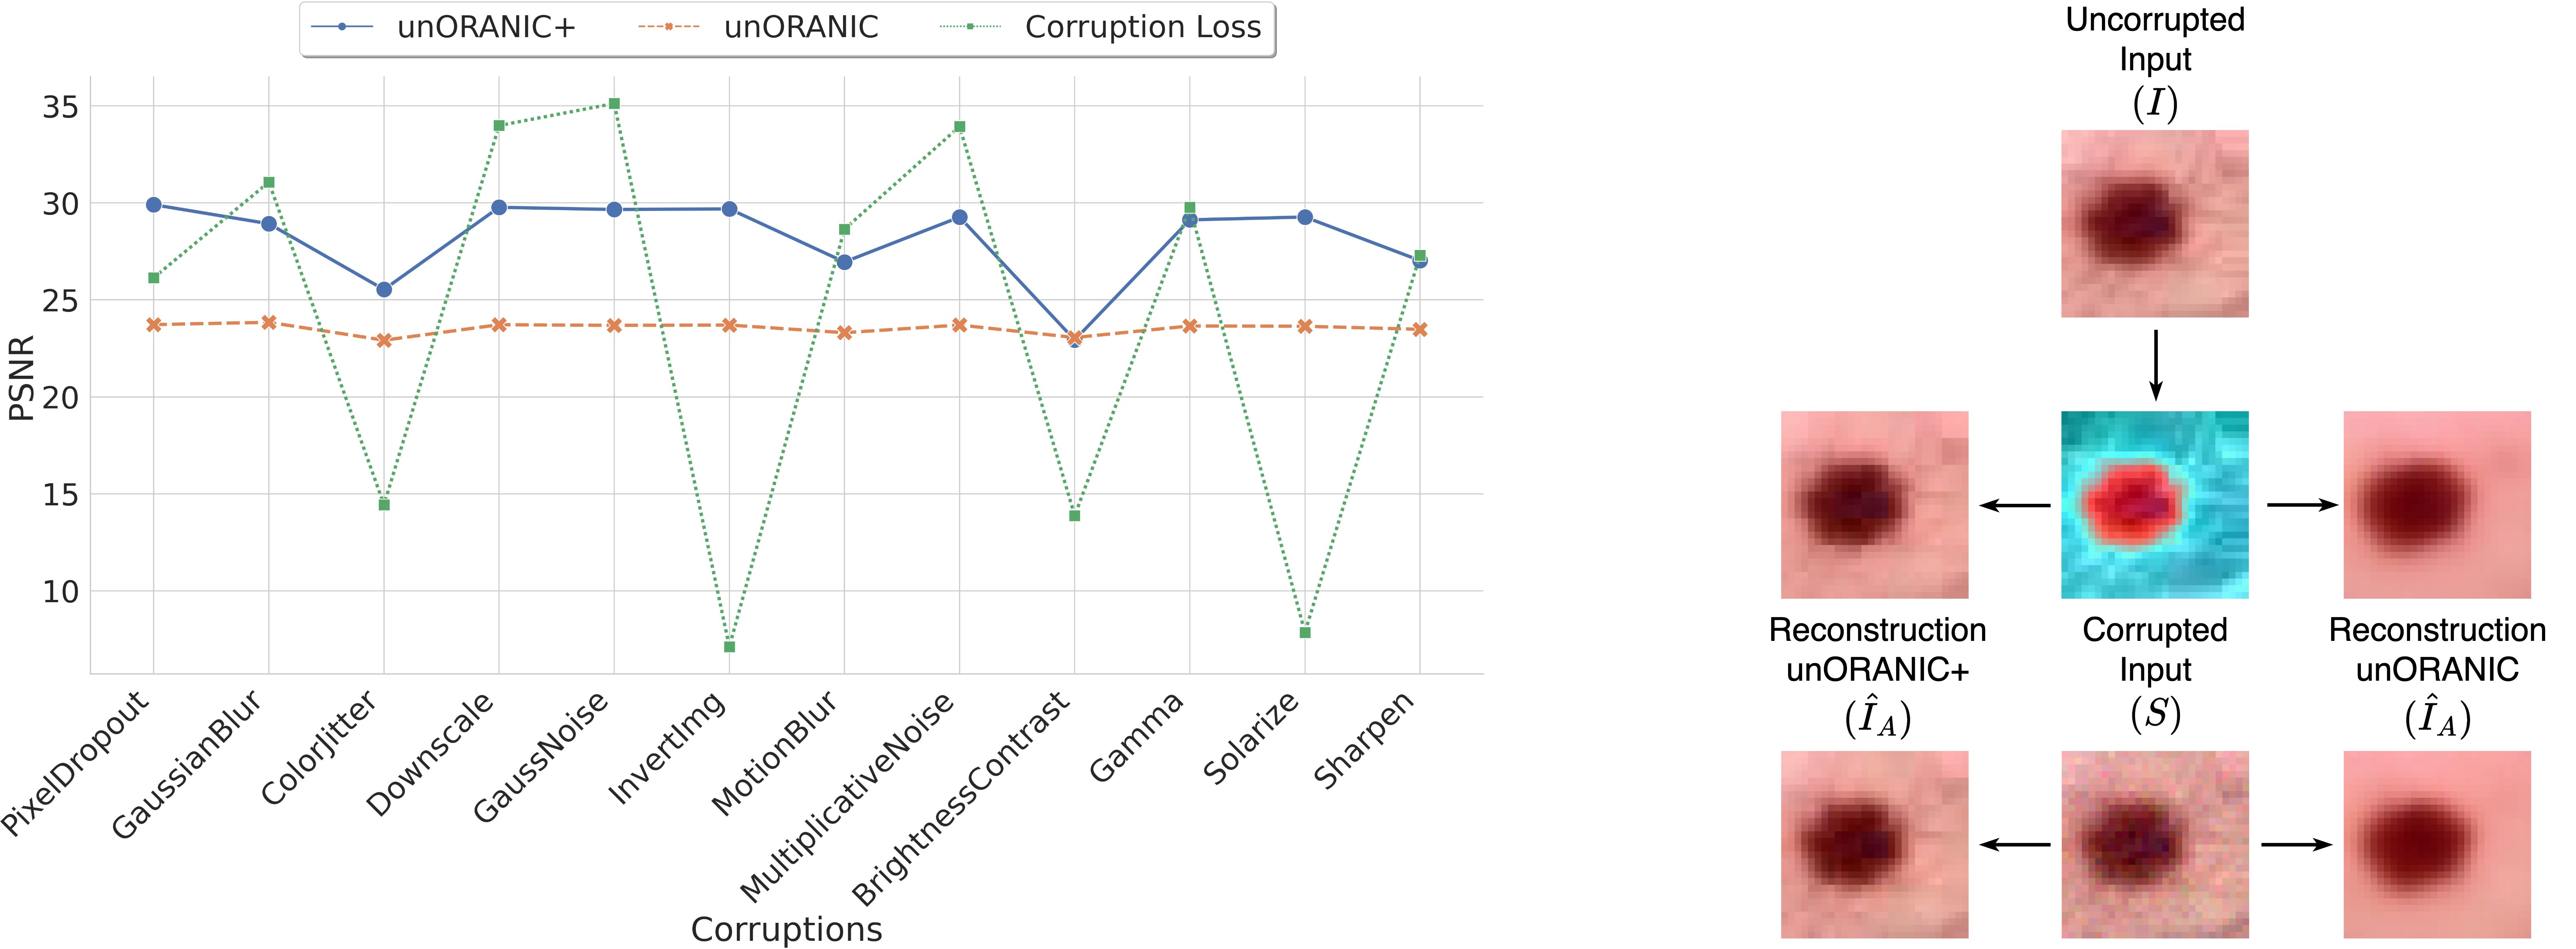 unORANIC+ unORANIC Corruption Loss
35
30
25
20
15
10
PSNR
PixelDropout
GaussianBlur
ColorJitter
Downscale
GaussNoise
InvertImg
MotionBlur
MultiplicativeNoise
BrightnessContrast
Gamma
Solarize
Sharpen
Corruptions
Uncorrupted
Input
(I)
Reconstruction
unORANIC+
(Î_A)
Corrupted
Input
(S)
Reconstruction
unORANIC
(Î_A)